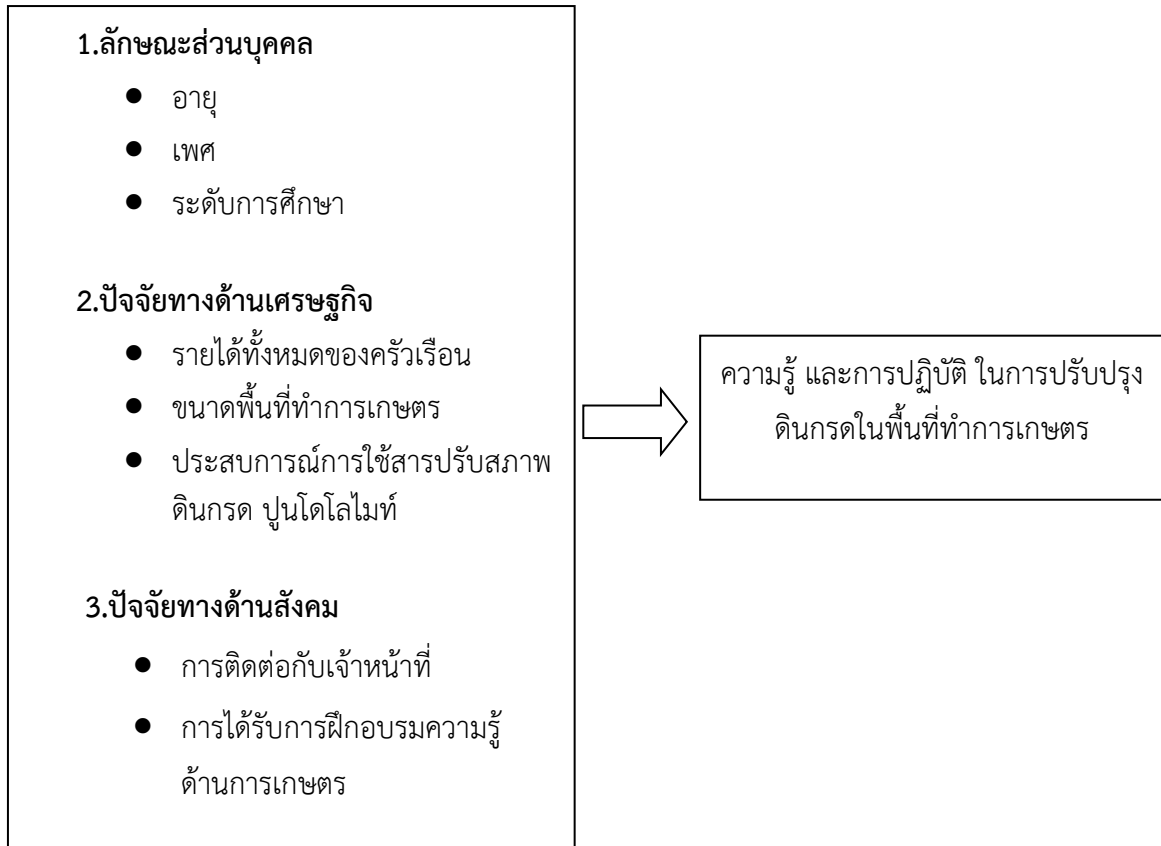 1.ลักษณะส่วนบุคคล
● อายุ
● เพศ
● ระดับการศึกษา
2.ปัจจัยทางด้านเศรษฐกิจ
● รายได้ทั้งหมดของครัวเรือน
● ขนาดพื้นที่ทำการเกษตร
● ประสบการณ์การใช้สารปรับสภาพ
ดินกรด ปูนโดโลไมท์
3.ปัจจัยทางด้านสังคม
● การติดต่อกับเจ้าหน้าที่
● การได้รับการฝึกอบรมความรู้
ด้านการเกษตร
ความรู้ และการปฏิบัติ ในการปรับปรุง
ดินกรดในพื้นที่ทำการเกษตร